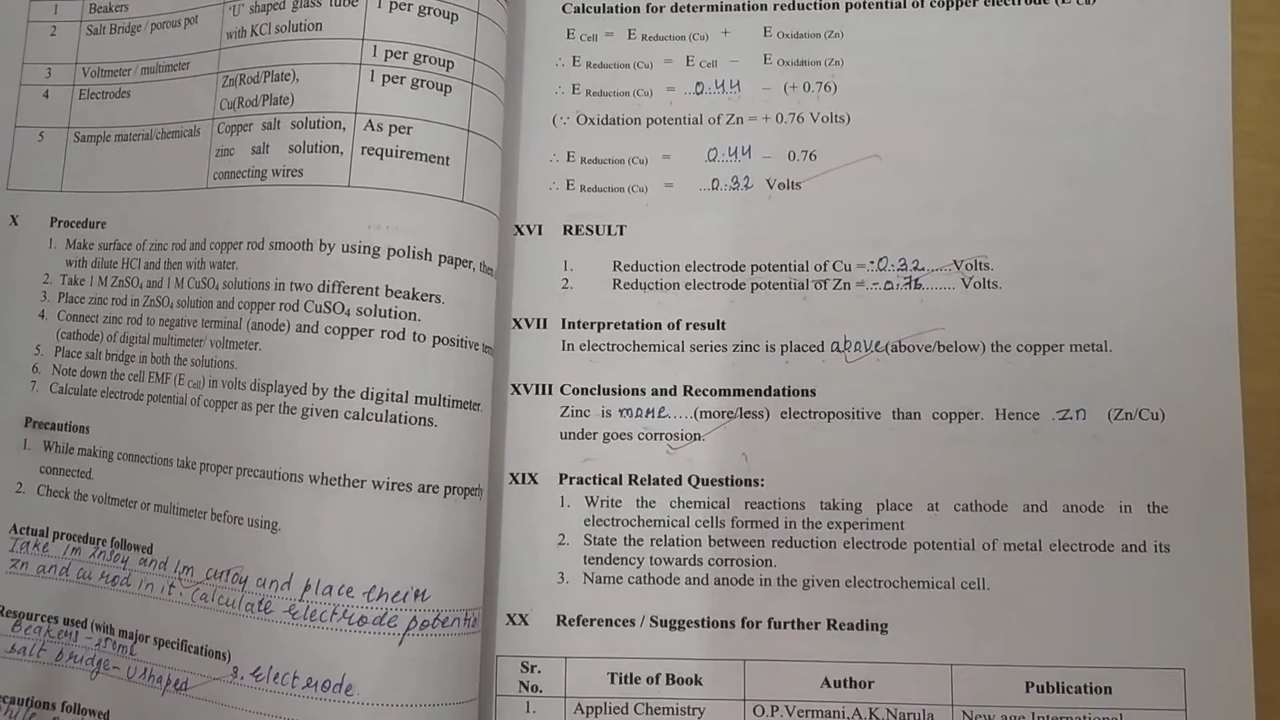 1 Beakers
2 Salt Bridge / porous pot 'U' shaped glass tube with KCl solution 1 per group
3 Voltmeter / multimeter 1 per group
4 Electrodes Zn(Rod/Plate), Cu(Rod/Plate) 1 per group
5 Sample material/chemicals Copper salt solution, zinc salt solution, connecting wires As per requirement
X Procedure
1. Make surface of zinc rod and copper rod smooth by using polish paper, then
with dilute HCl and then with water.
2. Take 1 M ZnSO4 and 1 M CuSO4 solutions in two different beakers.
3. Place zinc rod in ZnSO4 solution and copper rod CuSO4 solution.
4. Connect zinc rod to negative terminal (anode) and copper rod to positive
(cathode) of digital multimeter/ voltmeter.
5. Place salt bridge in both the solutions.
6. Note down the cell EMF (E Cell) in volts displayed by the digital multimeter.
7. Calculate electrode potential of copper as per the given calculations.
Precautions
1. While making connections take proper precautions whether wires are properly
connected.
2. Check the voltmeter or multimeter before using.
Actual procedure followed
Take 1m znsoy and 1m cusoy and place their
zn and cu rod in it. Calculate electrode potential
Resources used (with major specifications)
Beakers - 250ml
Salt bridge - U shaped 3. electrode.
Precautions followed
Calculation for determination reduction potential of copper electrode (E Cu)
E Cell = E Reduction (Cu) + E Oxidation (Zn)
∴ E Reduction (Cu) = E Cell − E Oxidation (Zn)
∴ E Reduction (Cu) = ...0.44 − (+ 0.76)
(∵ Oxidation potential of Zn = + 0.76 Volts)
∴ E Reduction (Cu) = 0.44 − 0.76
∴ E Reduction (Cu) = ...0.32 Volts
XVI RESULT
1. Reduction electrode potential of Cu = -0.32......Volts.
2. Reduction electrode potential of Zn = -0.76........ Volts.
XVII Interpretation of result
In electrochemical series zinc is placed above (above/below) the copper metal.
XVIII Conclusions and Recommendations
Zinc is more.....(more/less) electropositive than copper. Hence .Zn (Zn/Cu)
under goes corrosion.
XIX Practical Related Questions:
1. Write the chemical reactions taking place at cathode and anode in the
electrochemical cells formed in the experiment
2. State the relation between reduction electrode potential of metal electrode and its
tendency towards corrosion.
3. Name cathode and anode in the given electrochemical cell.
XX References / Suggestions for further Reading
Sr. No. Title of Book Author Publication
1. Applied Chemistry O.P.Vermani,A.K.Narula New age International